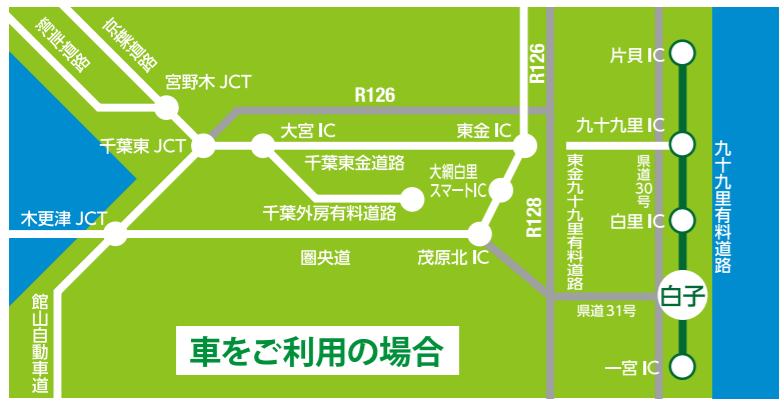 湾岸道路
京葉道路
宮野木 JCT
R126
R126
片貝 IC
千葉東 JCT
大宮 IC
東金 IC
九十九里 IC
千葉東金道路
大網白里
スマートIC
千葉外房有料道路
R128
東金九十九里有料道路
県道30号
白里 IC
九十九里有料道路
木更津 JCT
圏央道
茂原北 IC
白子
県道31号
館山自動車道
車をご利用の場合
一宮 IC